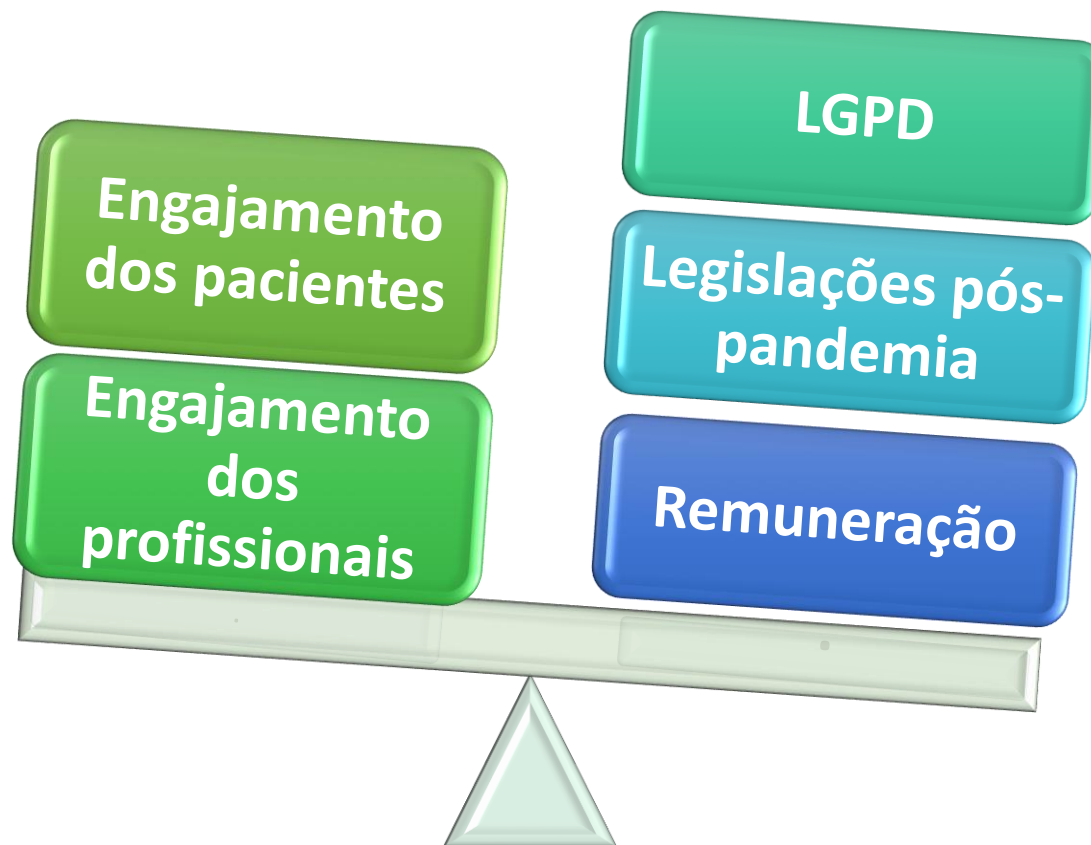 Engajamento
dos pacientes
Engajamento
dos
profissionais
LGPD
Legislações pós-
pandemia
Remuneração